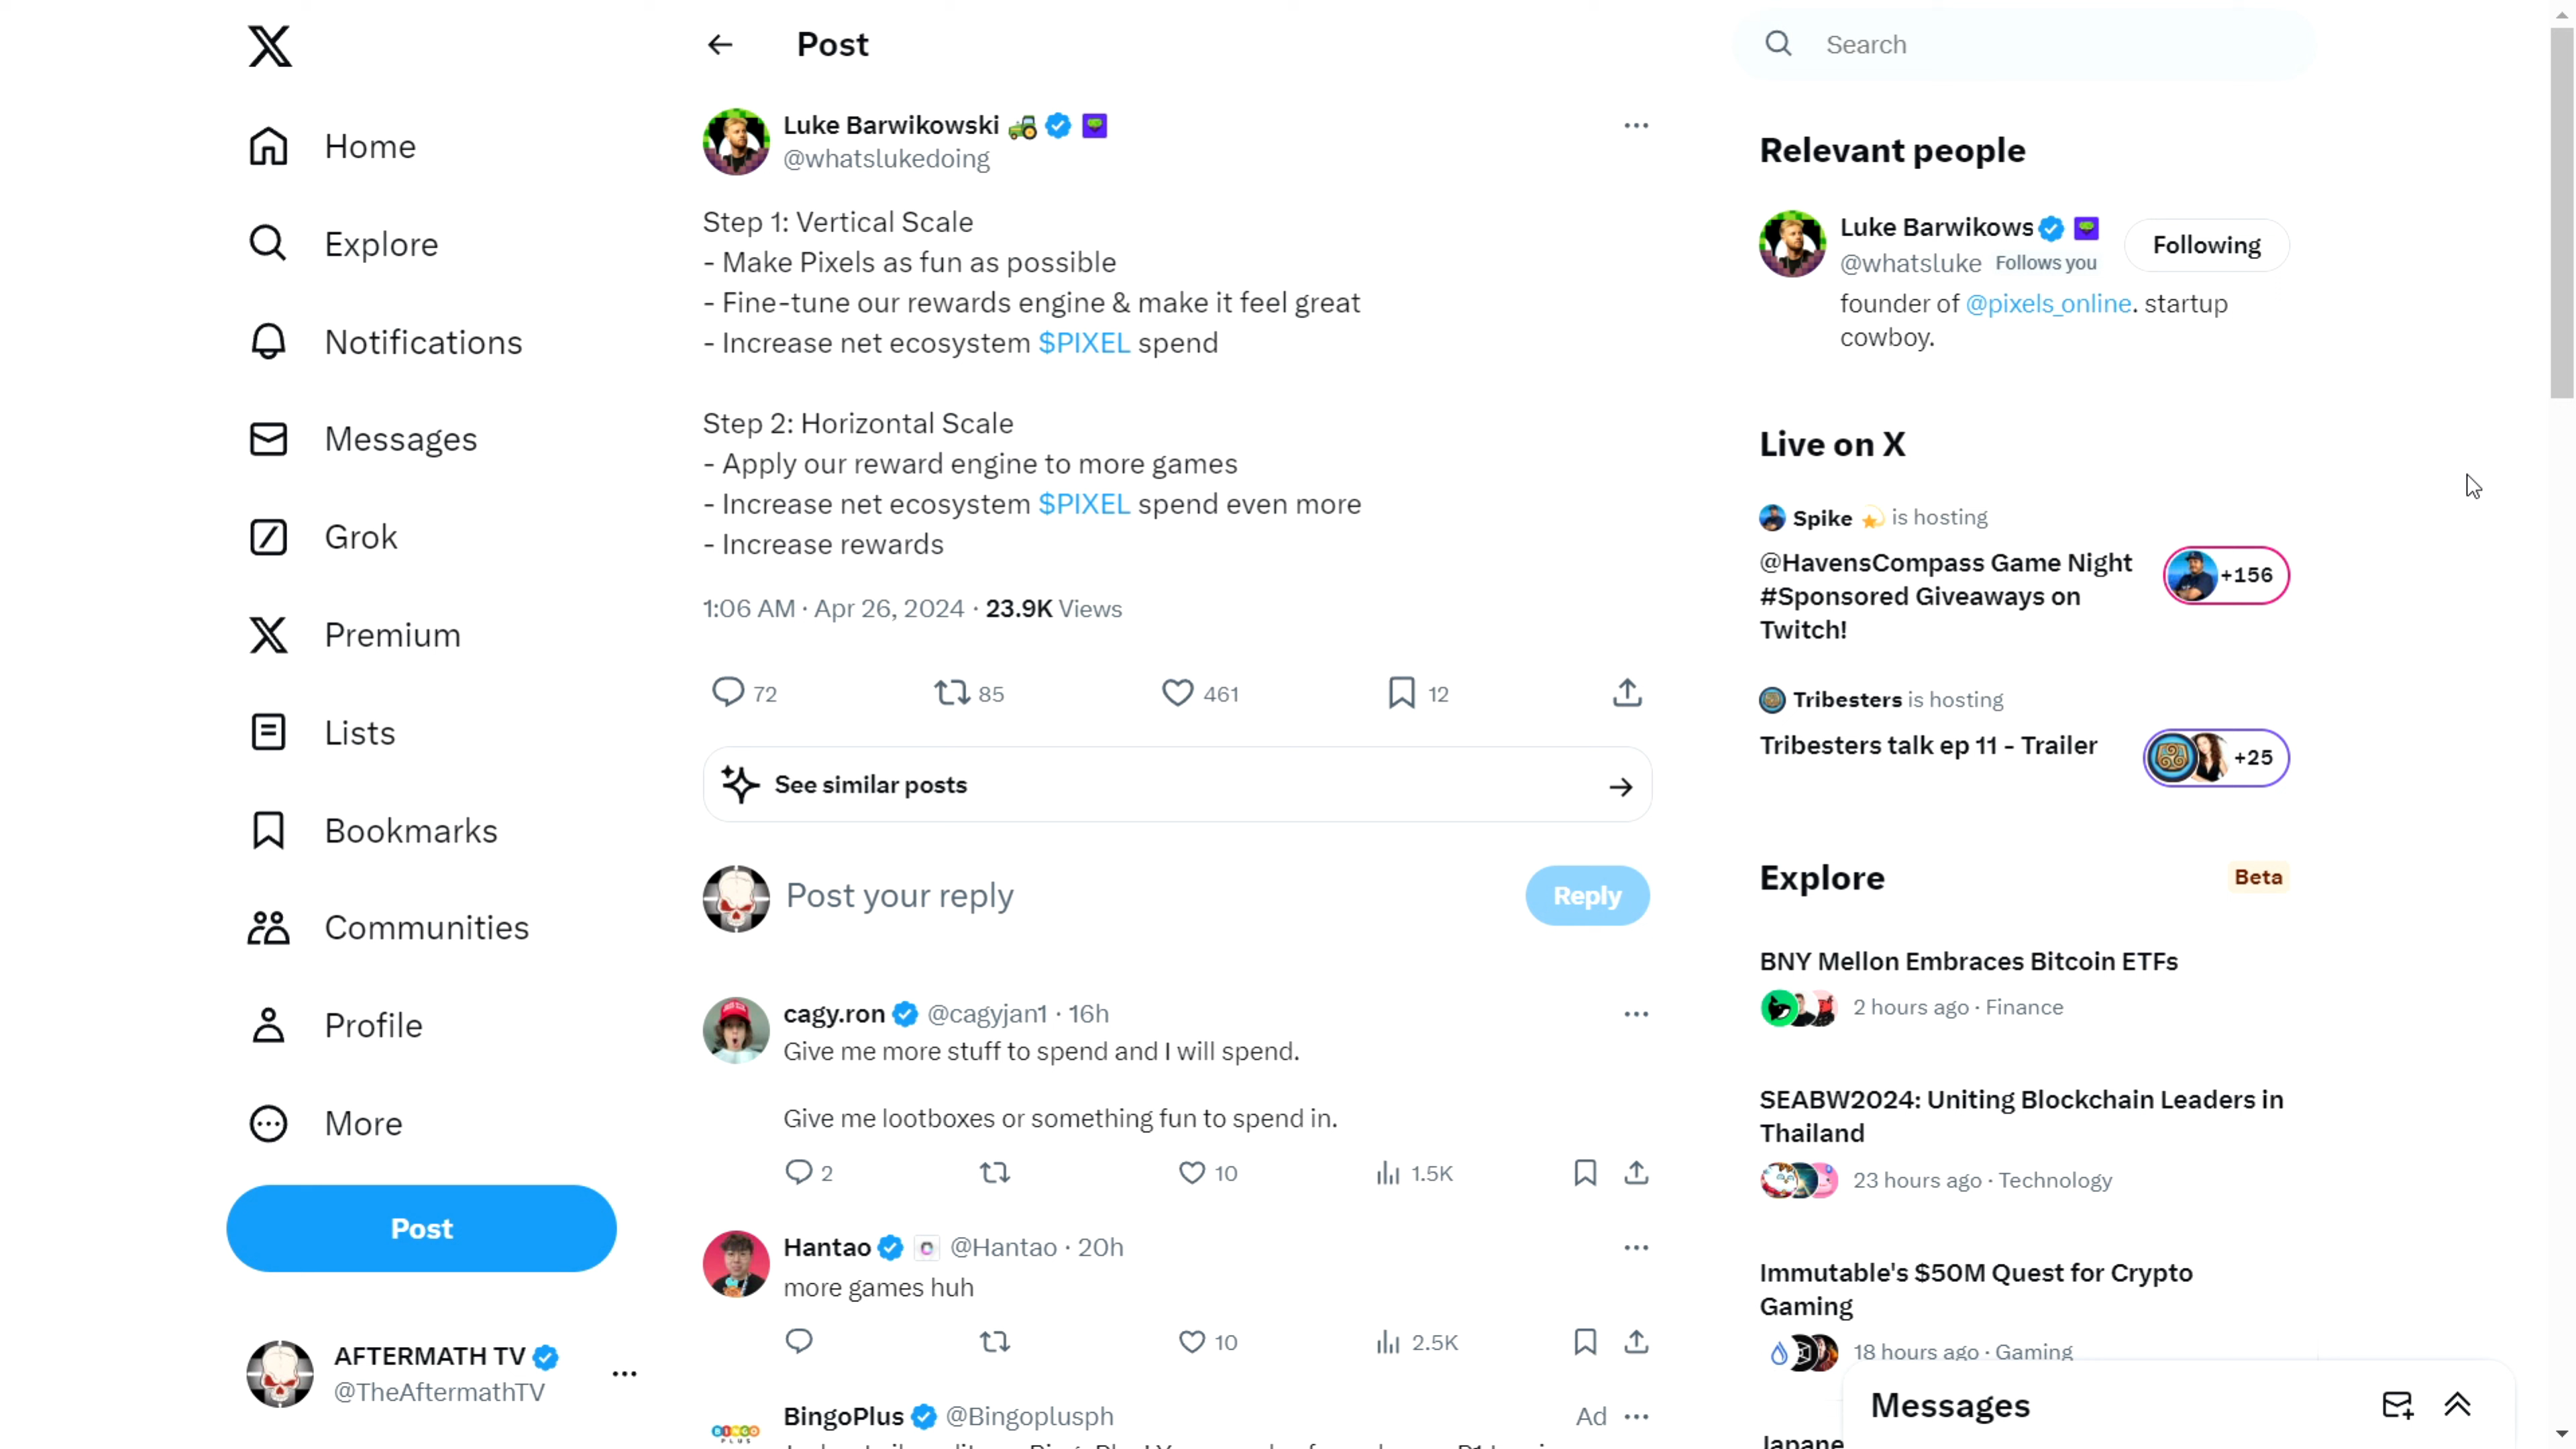 Home
Explore
Notifications
Messages
Grok
Premium
Lists
Bookmarks
Communities
Profile
More
Post
AFTERMATH TV
@TheAftermathTV
Post
Luke Barwikowski
@whatslukedoing
Step 1: Vertical Scale
- Make Pixels as fun as possible
- Fine-tune our rewards engine & make it feel great
- Increase net ecosystem $PIXEL spend
Step 2: Horizontal Scale
- Apply our reward engine to more games
- Increase net ecosystem $PIXEL spend even more
- Increase rewards
1:06 AM · Apr 26, 2024 · 23.9K Views
72 85 461 12
See similar posts
Post your reply
Reply
cagy.ron @cagyjan1 · 16h
Give me more stuff to spend and I will spend.
Give me lootboxes or something fun to spend in.
2 10 1.5K
Hantao @Hantao · 20h
more games huh
10 2.5K
BingoPlus @Bingoplusph Ad
BINGO
PLUS
Search
Relevant people
Luke Barwikows
@whatsluke Follows you
Following
founder of @pixels_online. startup
cowboy.
Live on X
Spike is hosting
@HavensCompass Game Night
#Sponsored Giveaways on
Twitch!
+156
Tribesters is hosting
Tribesters talk ep 11 - Trailer
+25
Explore
Beta
BNY Mellon Embraces Bitcoin ETFs
2 hours ago · Finance
SEABW2024: Uniting Blockchain Leaders in
Thailand
23 hours ago · Technology
Immutable's $50M Quest for Crypto
Gaming
18 hours ago · Gaming
Japane
Messages